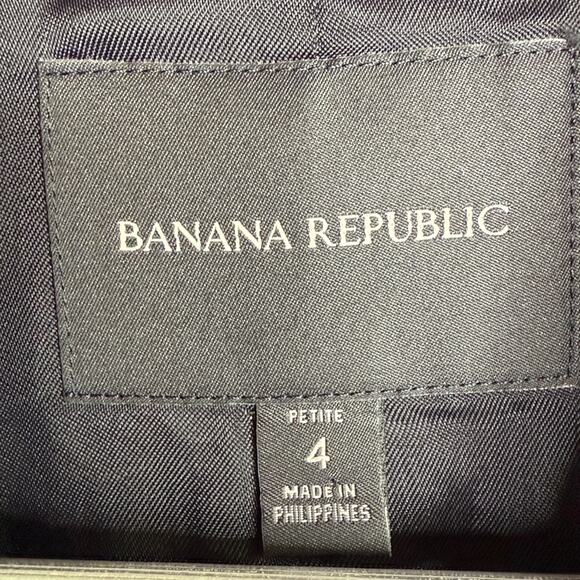 BANANA REPUBLIC
PETITE
4
MADE IN
PHILIPPINES